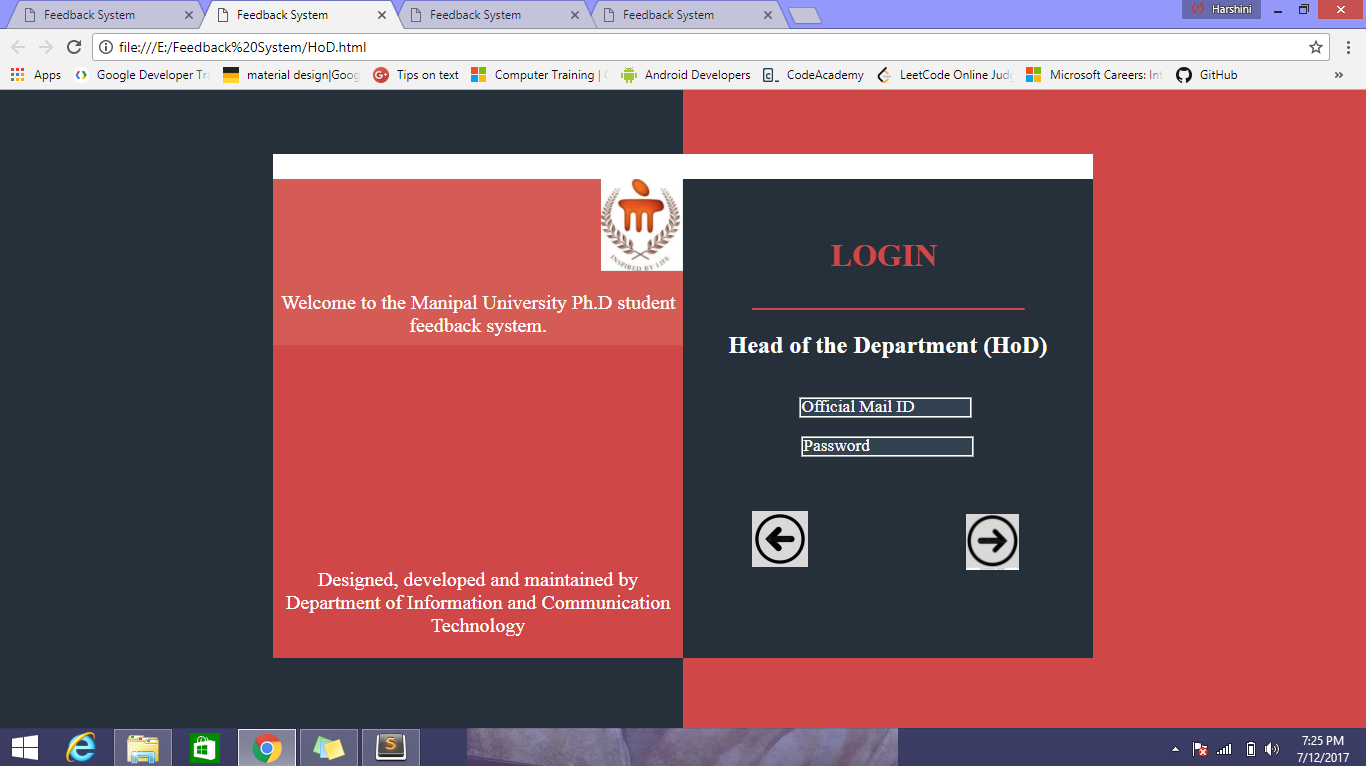 Feedback System
Feedback System
Feedback System
Feedback System
Harshini
file:///E:/Feedback%20System/HoD.html
Apps
Google Developer Tra
material design|Goog
Tips on text
Computer Training |
Android Developers
CodeAcademy
LeetCode Online Judg
Microsoft Careers: Int
GitHub
»
INSPIRED BY LIFE
Welcome to the Manipal University Ph.D student
feedback system.
Designed, developed and maintained by
Department of Information and Communication
Technology
LOGIN
Head of the Department (HoD)
Official Mail ID
Password
7:25 PM
7/12/2017